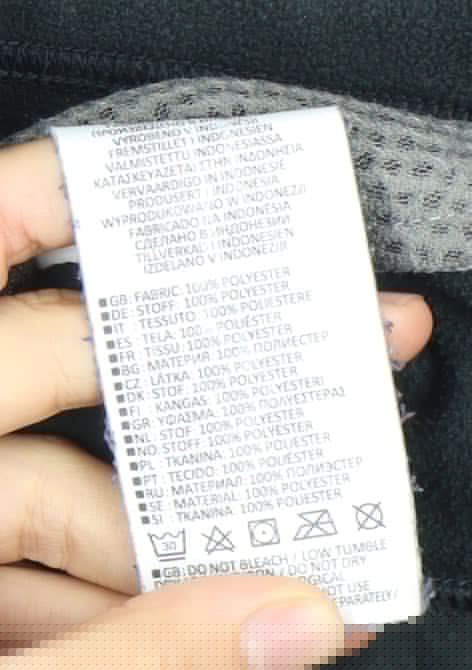 VYROBENO V INDONESII
FREMSTILLET I INDONESIEN
VALMISTETTU INDONESIASSA
ΚΑΤΑΣΚΕΥΑΖΕΤΑΙ ΣΤΗΝ ΙΝΔΟΝΗΣΙΑ
VERVAARDIGD IN INDONESIE
PRODUSERT I INDONESIA
WYPRODUKOWANO W INDONEZJI
FABRICADO NA INDONÉSIA
СДЕЛАНО В ИНДОНЕЗИИ
TILLVERKAD I INDONESIEN
IZDELANO V INDONEZIJI
GB: FABRIC: 100% POLYESTER
DE: STOFF: 100% POLYESTER
IT : TESSUTO: 100% POLIESTERE
ES: TELA: 100% POLIÉSTER
FR: TISSU: 100% POLYESTER
BG: МАТЕРИЯ: 100% ПОЛИЕСТЕР
CZ: LÁTKA: 100% POLYESTER
DK: STOF: 100% POLYESTER
FI : KANGAS: 100% POLYESTERI
GR: ΥΦΑΣΜΑ: 100% ΠΟΛΥΕΣΤΕΡΑΣ
NL: STOF: 100% POLYESTER
NO: STOFF: 100% POLYESTER
PL : TKANINA: 100% POLIESTER
PT : TECIDO: 100% POLIÉSTER
RU: МАТЕРИАЛ: 100% ПОЛИЭСТЕР
SE: MATERIAL: 100% POLYESTER
SI : TKANINA: 100% POLIESTER
30
GB: DO NOT BLEACH / LOW TUMBLE
/ DO NOT DRY
NOT USE
SEPARATELY /